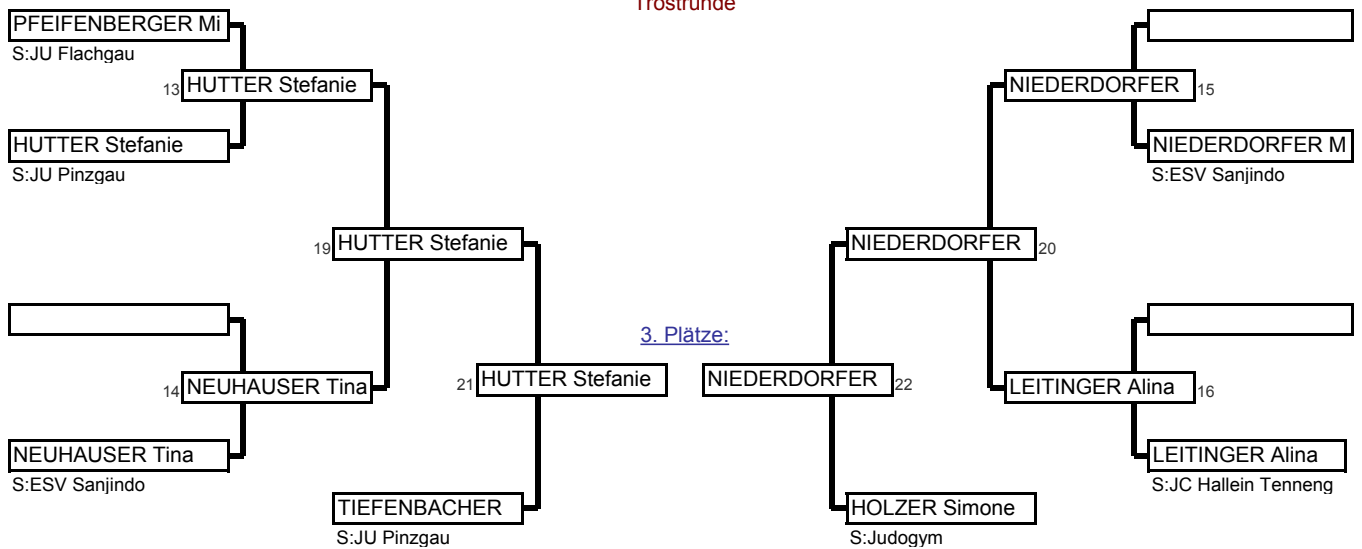 Trostrunde
PFEIFENBERGER Mi
S:JU Flachgau
13 HUTTER Stefanie
NIEDERDORFER 15
HUTTER Stefanie
S:JU Pinzgau
NIEDERDORFER M
S:ESV Sanjindo
19 HUTTER Stefanie
NIEDERDORFER 20
3. Plätze:
14 NEUHAUSER Tina
21 HUTTER Stefanie
NIEDERDORFER 22
LEITINGER Alina 16
NEUHAUSER Tina
S:ESV Sanjindo
LEITINGER Alina
S:JC Hallein Tenneng
TIEFENBACHER
S:JU Pinzgau
HOLZER Simone
S:Judogym